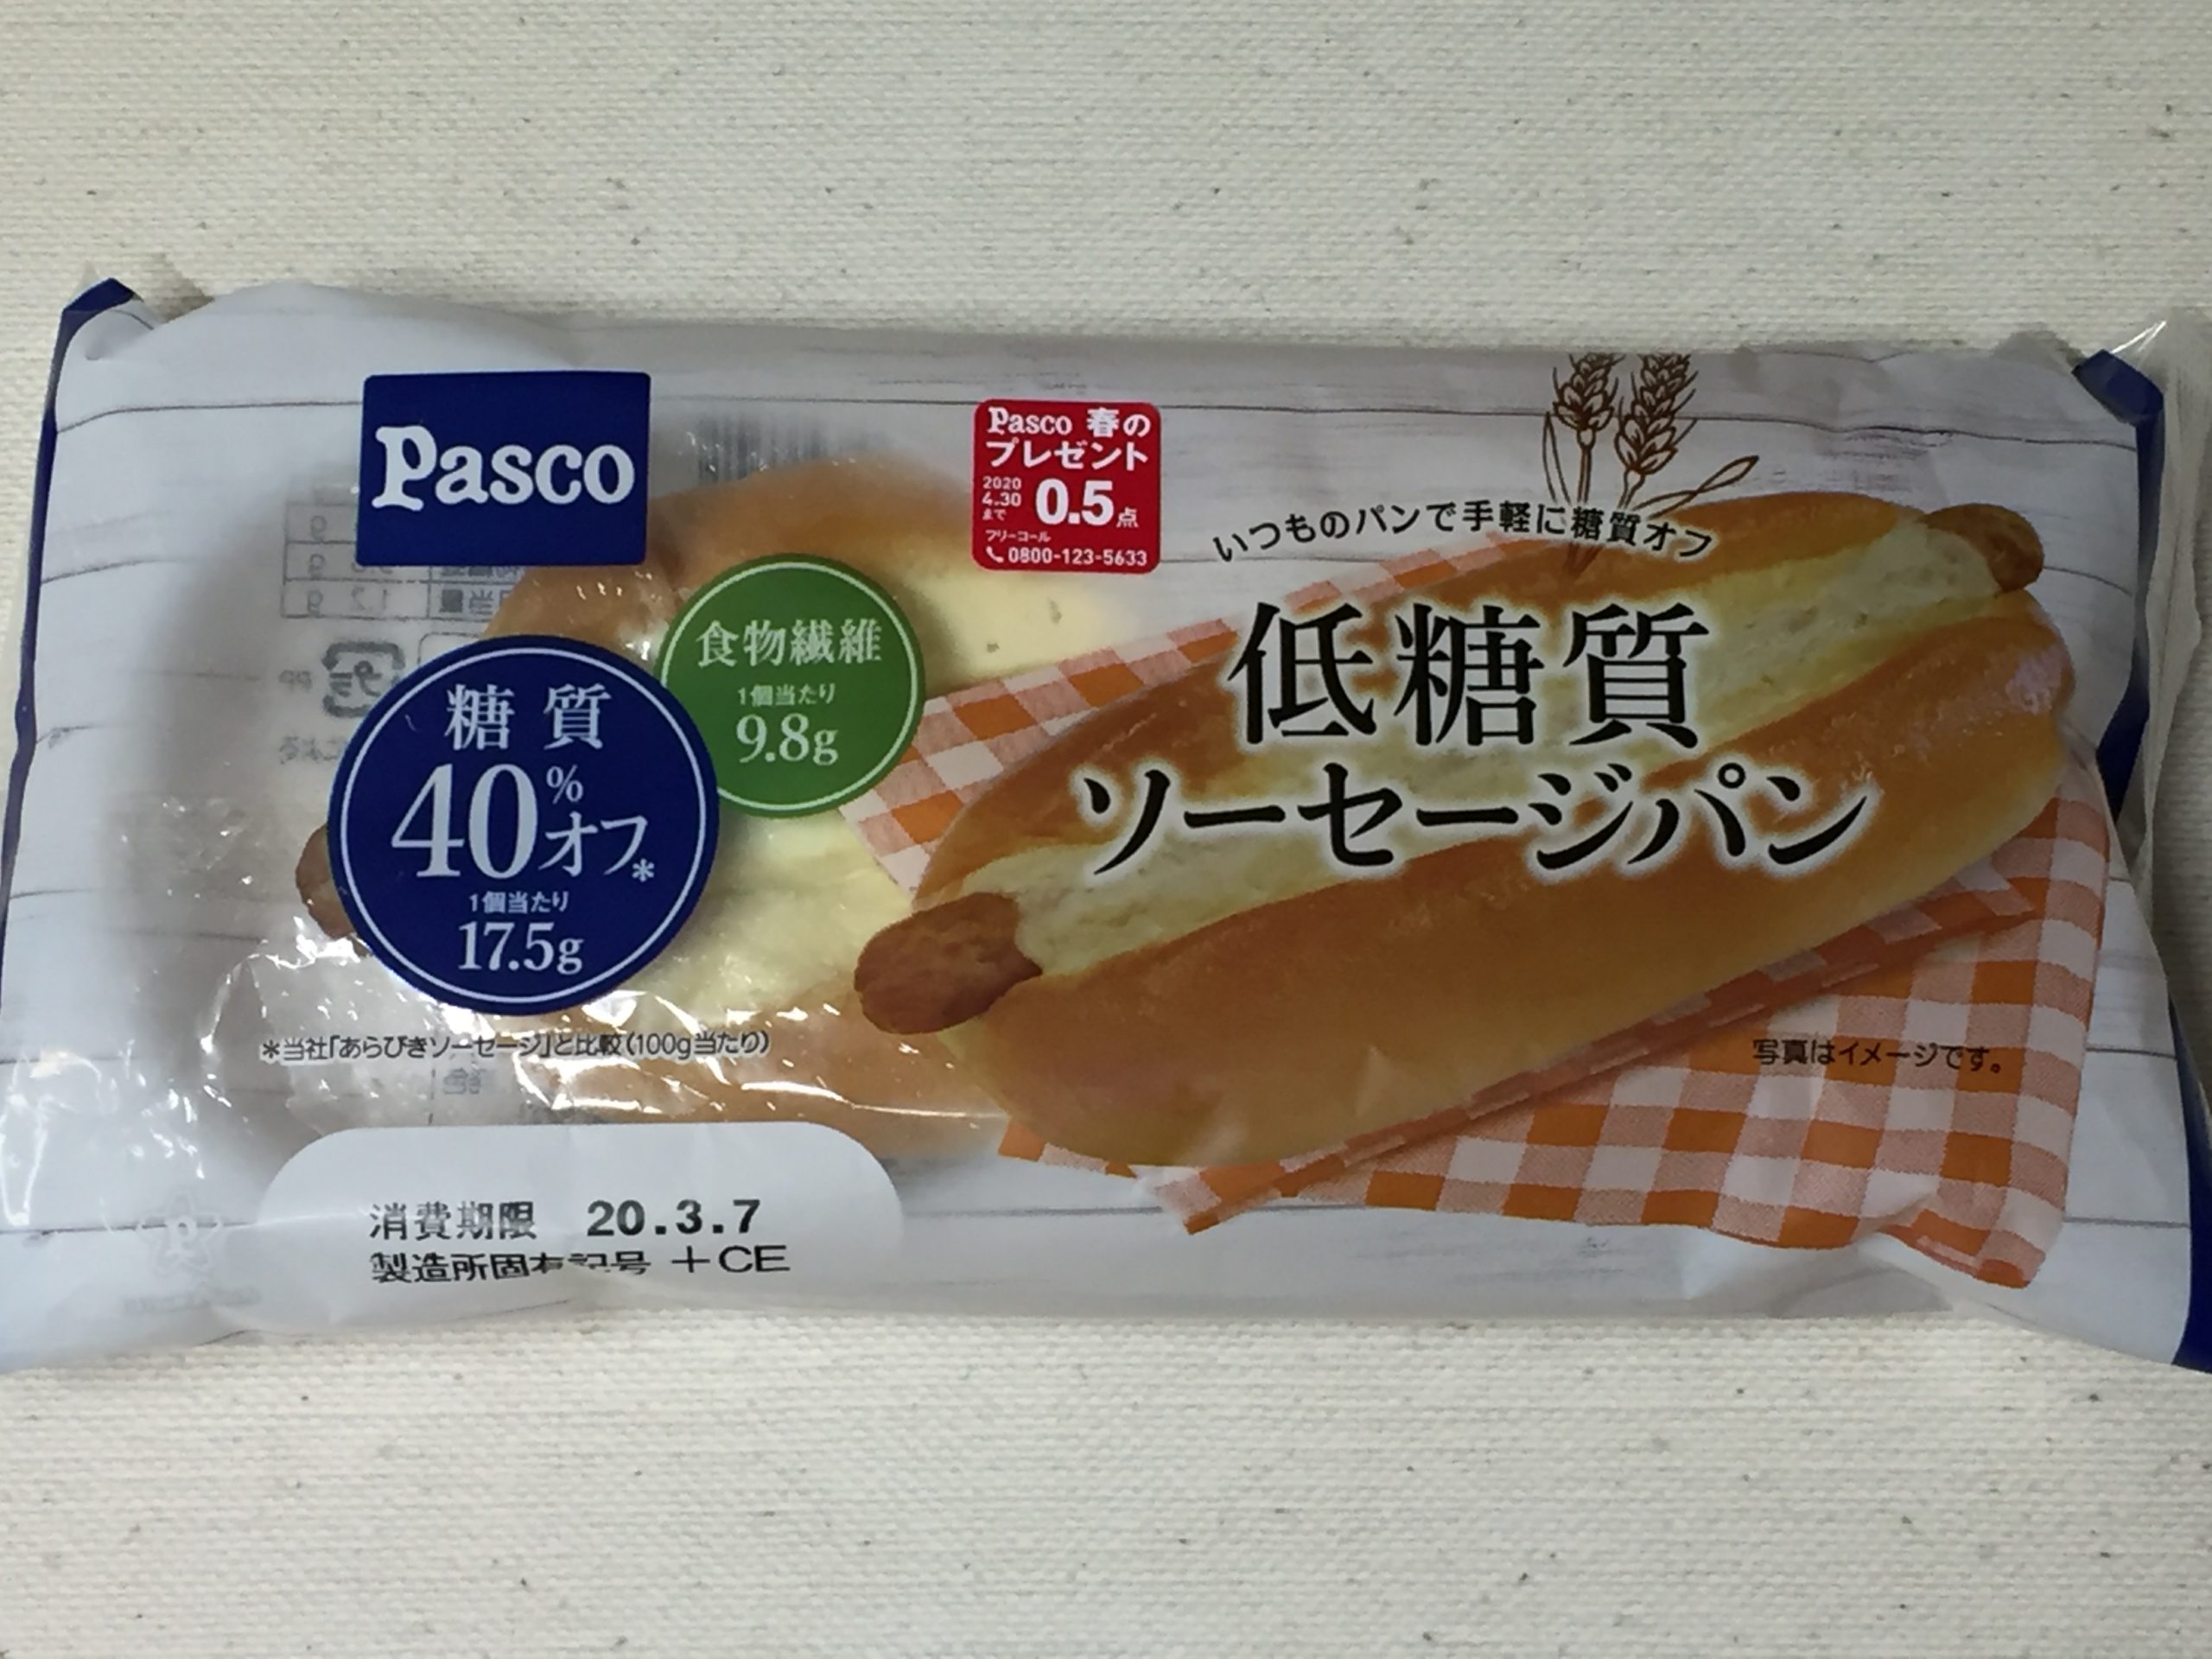 Pasco
Pasco 春の
プレゼント
2020
4.30
まで
0.5点
フリーコール
0800-123-5633
いつものパンで手軽に糖質オフ
低糖質
ソーセージパン
食物繊維
1個当たり
9.8g
糖質
40%オフ*
1個当たり
17.5g
*当社「あらびきソーセージ」と比較(100g当たり)
写真はイメージです。
消費期限 20.3.7
製造所固有記号 +CE